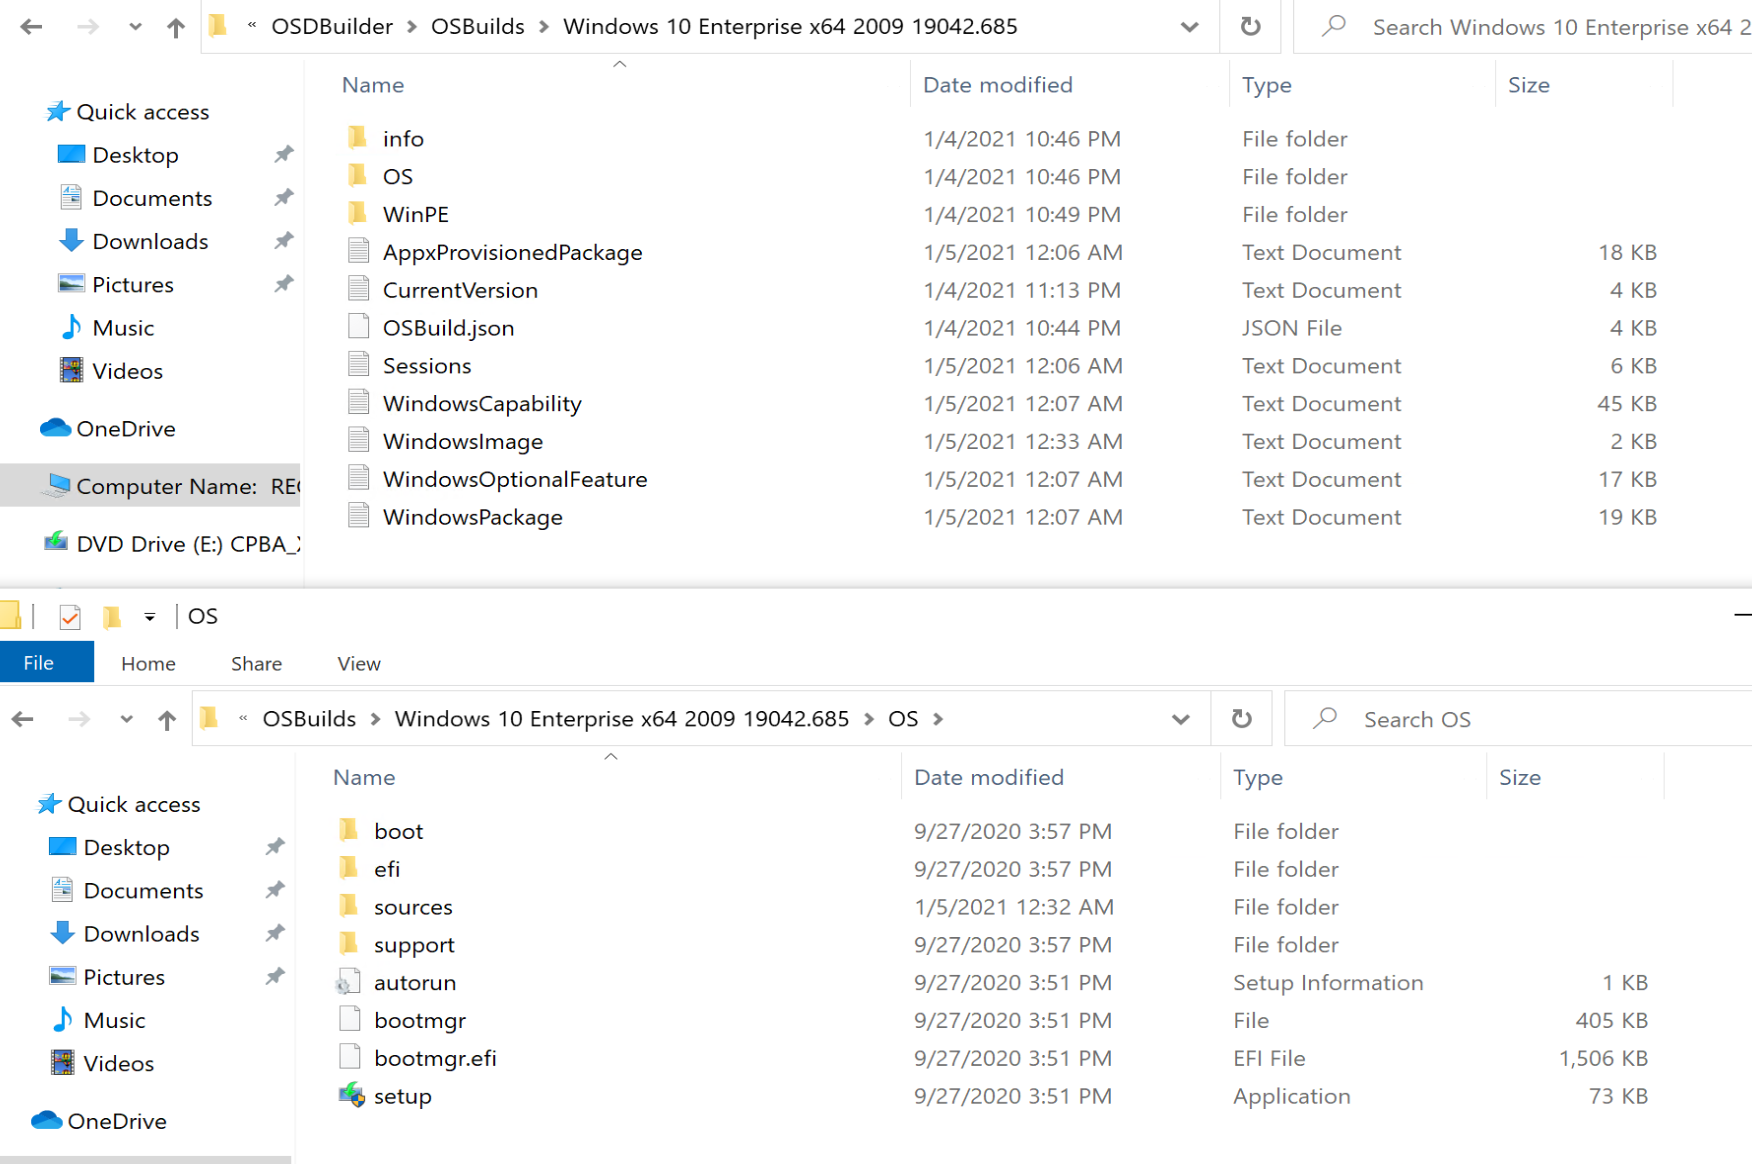 « OSDBuilder > OSBuilds > Windows 10 Enterprise x64 2009 19042.685
Search Windows 10 Enterprise x64 2
Name Date modified Type Size
Quick access
Desktop
Documents
Downloads
Pictures
Music
Videos
OneDrive
Computer Name: REC
DVD Drive (E:) CPBA_X
info 1/4/2021 10:46 PM File folder
OS 1/4/2021 10:46 PM File folder
WinPE 1/4/2021 10:49 PM File folder
AppxProvisionedPackage 1/5/2021 12:06 AM Text Document 18 KB
CurrentVersion 1/4/2021 11:13 PM Text Document 4 KB
OSBuild.json 1/4/2021 10:44 PM JSON File 4 KB
Sessions 1/5/2021 12:06 AM Text Document 6 KB
WindowsCapability 1/5/2021 12:07 AM Text Document 45 KB
WindowsImage 1/5/2021 12:33 AM Text Document 2 KB
WindowsOptionalFeature 1/5/2021 12:07 AM Text Document 17 KB
WindowsPackage 1/5/2021 12:07 AM Text Document 19 KB
OS
File Home Share View
« OSBuilds > Windows 10 Enterprise x64 2009 19042.685 > OS >
Search OS
Name Date modified Type Size
Quick access
Desktop
Documents
Downloads
Pictures
Music
Videos
OneDrive
boot 9/27/2020 3:57 PM File folder
efi 9/27/2020 3:57 PM File folder
sources 1/5/2021 12:32 AM File folder
support 9/27/2020 3:57 PM File folder
autorun 9/27/2020 3:51 PM Setup Information 1 KB
bootmgr 9/27/2020 3:51 PM File 405 KB
bootmgr.efi 9/27/2020 3:51 PM EFI File 1,506 KB
setup 9/27/2020 3:51 PM Application 73 KB